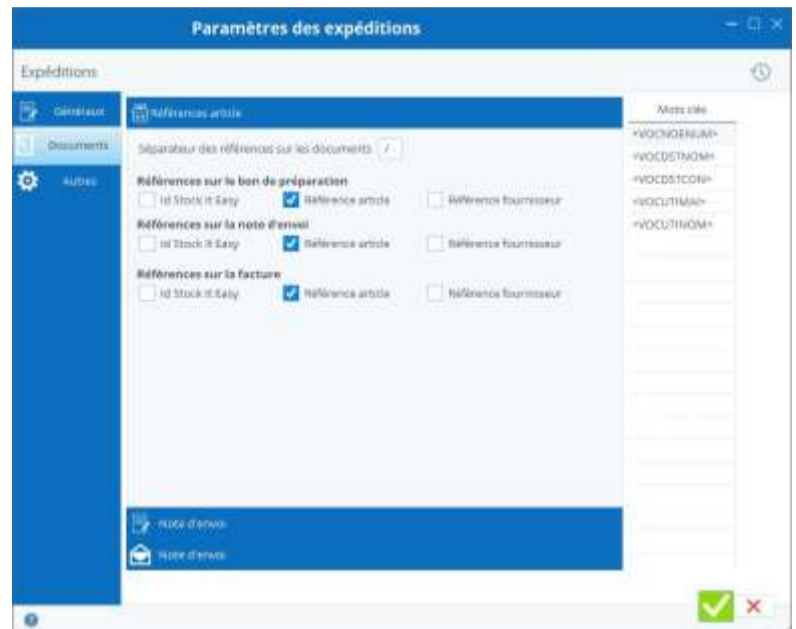 Paramètres des expéditions
Expéditions
Généraux
Documents
Autres
Références article
Séparateur des références sur les documents /
Références sur le bon de préparation
Id Stock It Easy Référence article Référence fournisseur
Références sur la note d'envoi
Id Stock It Easy Référence article Référence fournisseur
Références sur la facture
Id Stock It Easy Référence article Référence fournisseur
Note d'envoi
Note d'envoi
Mots clés
<VOCNOENUM>
<VOCDSTNOM>
<VOCDSTCON>
<VOCUTIMAI>
<VOCUTINOM>